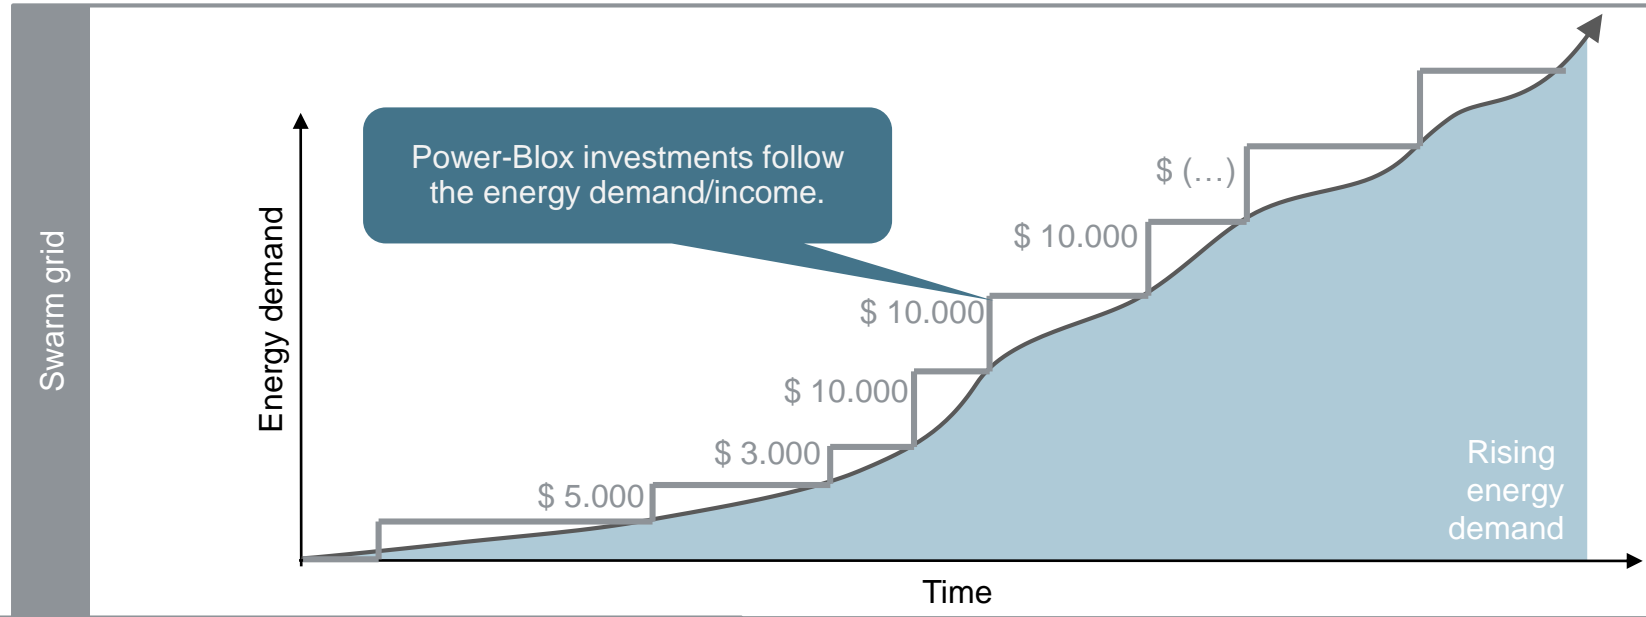 Swarm grid
Energy demand
Power-Blox investments follow
the energy demand/income.
$ (…)
$ 10.000
$ 10.000
$ 10.000
$ 3.000
$ 5.000
Rising
energy
demand
Time